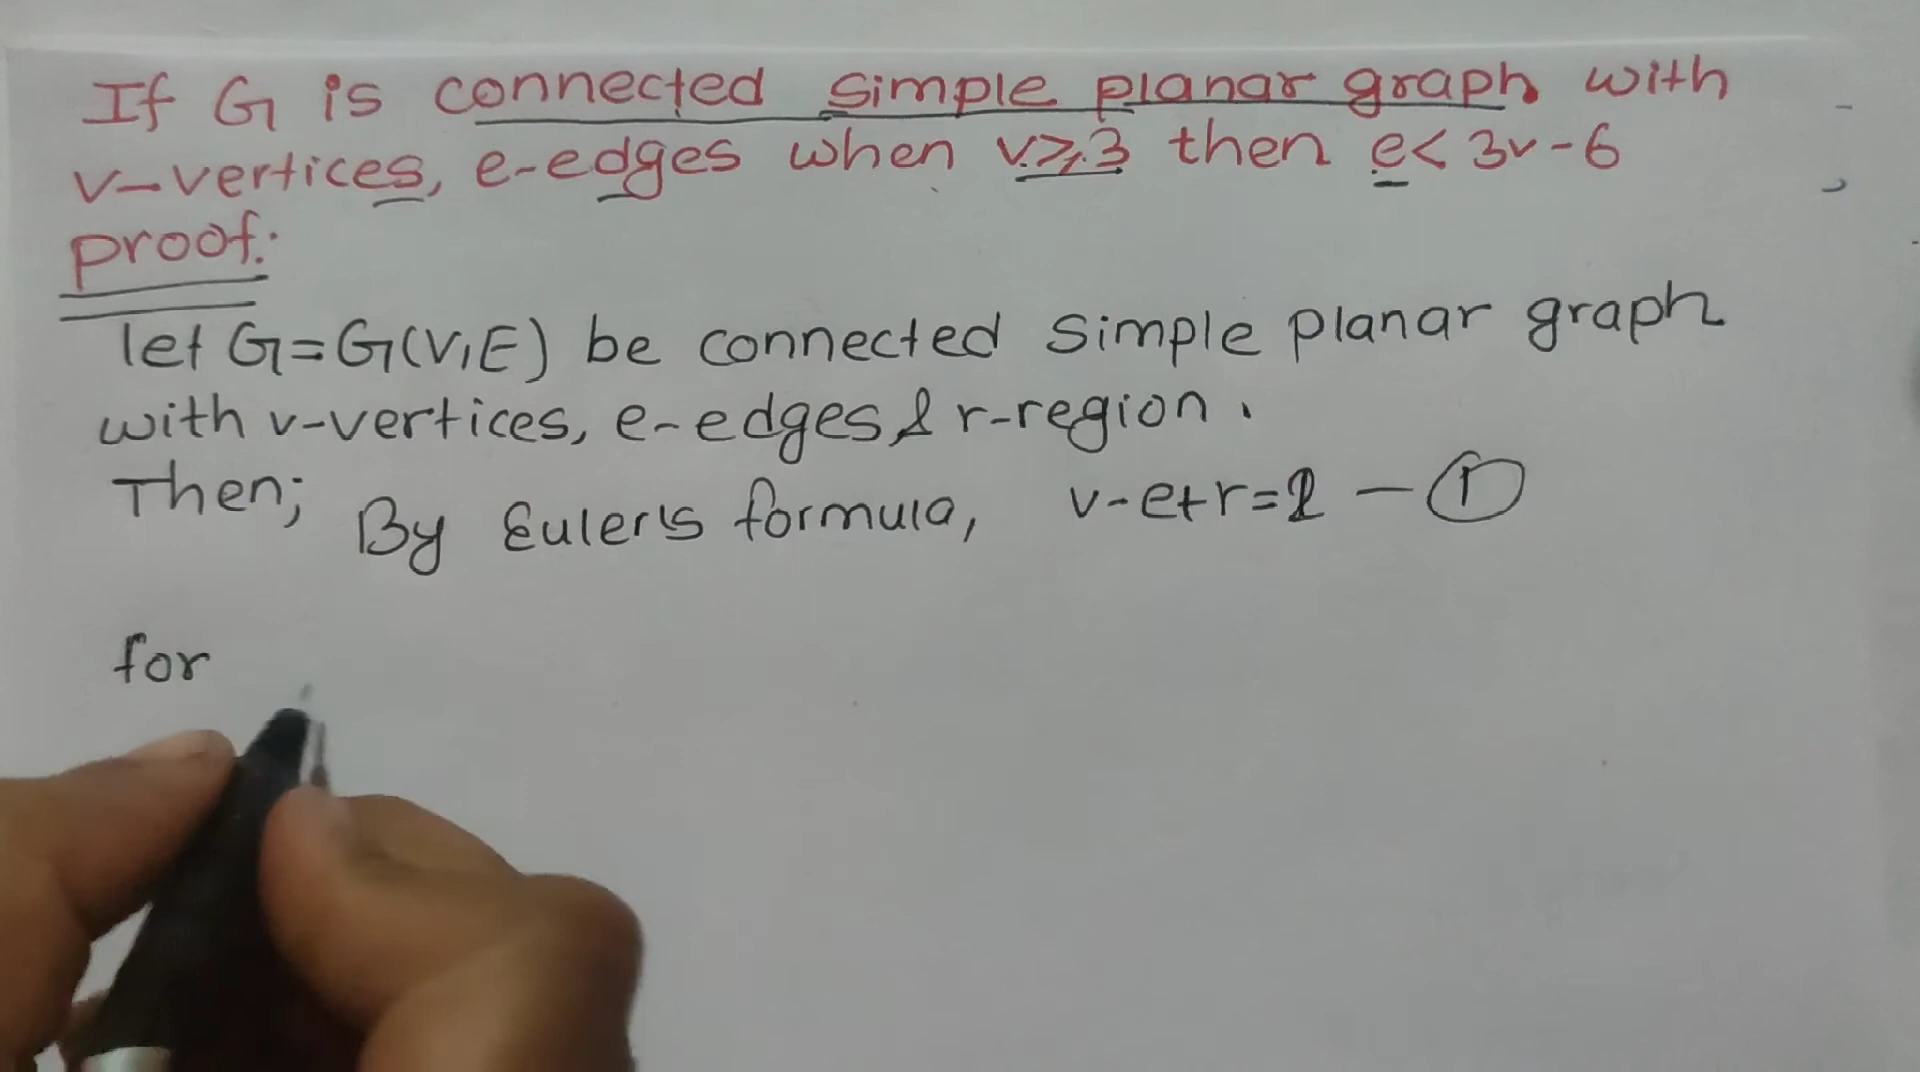 If G is connected simple planar graph with
v-vertices, e-edges when v≥3 then e< 3v-6
proof:
let G=G(V,E) be connected simple planar graph
with v-vertices, e-edges & r-region.
Then; By Euler's formula, v-e+r=2 — ①
for